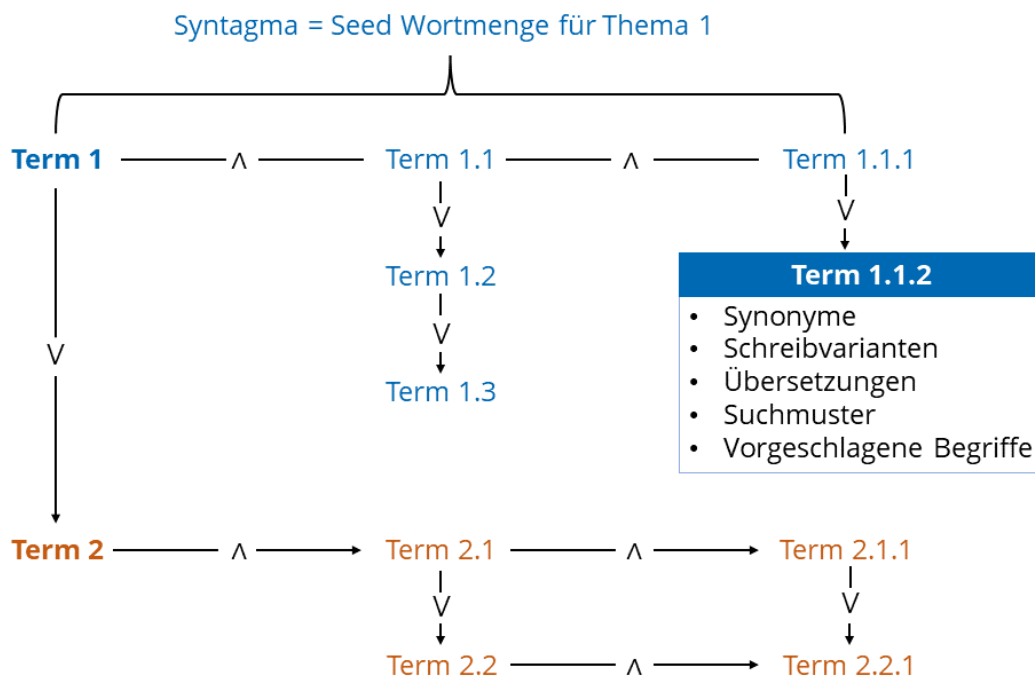 Syntagma = Seed Wortmenge für Thema 1
Term 1 ∧ Term 1.1 ∧ Term 1.1.1
∨ ∨
Term 1.2
Term 1.1.2
• Synonyme
• Schreibvarianten
• Übersetzungen
• Suchmuster
• Vorgeschlagene Begriffe
∨ ∨
Term 1.3
Term 2 ∧ Term 2.1 ∧ Term 2.1.1
∨ ∨
Term 2.2 ∧ Term 2.2.1